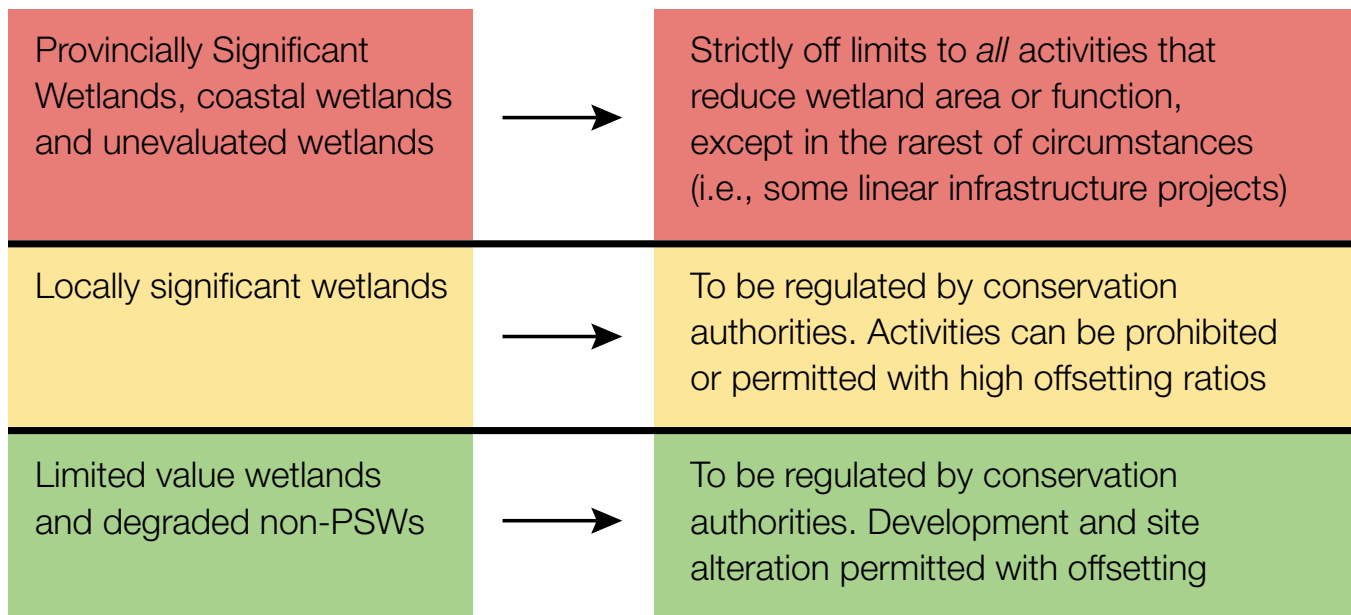 Provincially Significant
Wetlands, coastal wetlands
and unevaluated wetlands
Strictly off limits to all activities that
reduce wetland area or function,
except in the rarest of circumstances
(i.e., some linear infrastructure projects)
Locally significant wetlands
To be regulated by conservation
authorities. Activities can be prohibited
or permitted with high offsetting ratios
Limited value wetlands
and degraded non-PSWs
To be regulated by conservation
authorities. Development and site
alteration permitted with offsetting